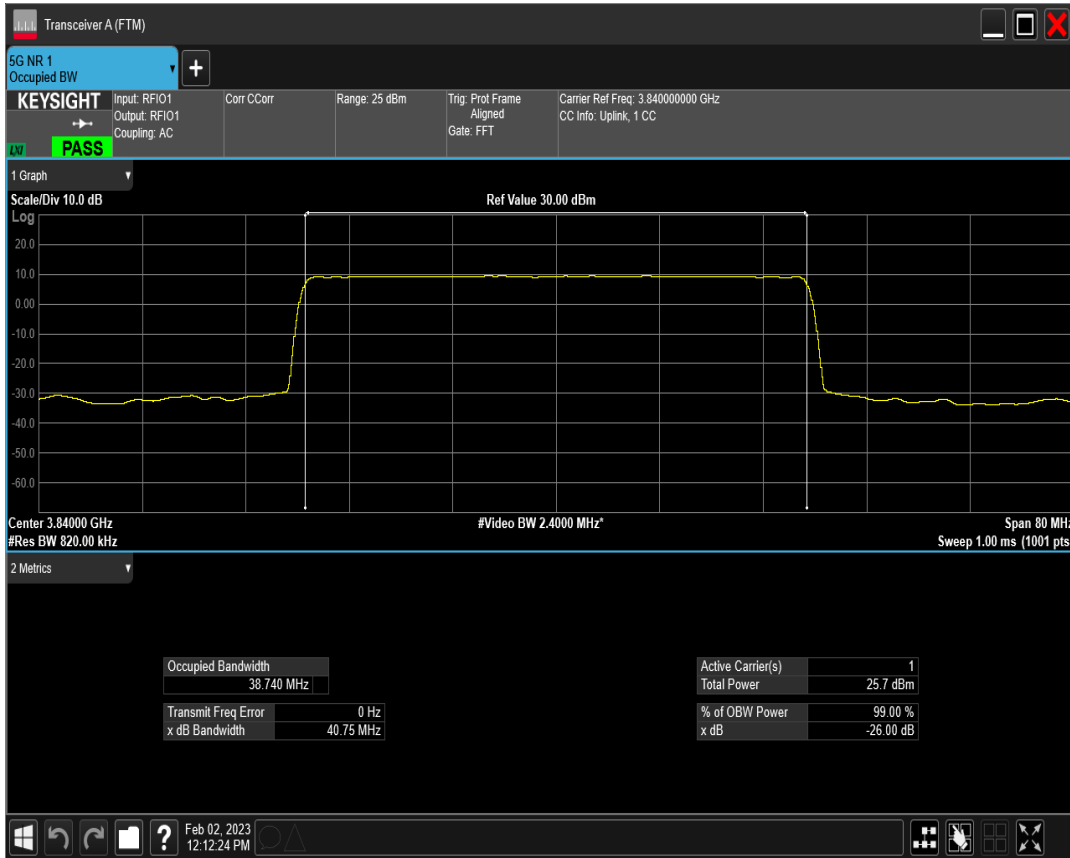 Transceiver A (FTM)
5G NR 1
Occupied BW
+
KEYSIGHT
LXI
PASS
Input: RFIO1
Output: RFIO1
Coupling: AC
Corr CCorr
Range: 25 dBm
Trig: Prot Frame
Aligned
Gate: FFT
Carrier Ref Freq: 3.840000000 GHz
CC Info: Uplink, 1 CC
1 Graph
Scale/Div 10.0 dB
Ref Value 30.00 dBm
Log
20.0
10.0
0.00
-10.0
-20.0
-30.0
-40.0
-50.0
-60.0
Center 3.84000 GHz
#Video BW 2.4000 MHz*
Span 80 MHz
#Res BW 820.00 kHz
Sweep 1.00 ms (1001 pts
2 Metrics
Occupied Bandwidth
38.740 MHz
Transmit Freq Error 0 Hz
x dB Bandwidth 40.75 MHz
Active Carrier(s) 1
Total Power 25.7 dBm
% of OBW Power 99.00 %
x dB -26.00 dB
?
Feb 02, 2023
12:12:24 PM